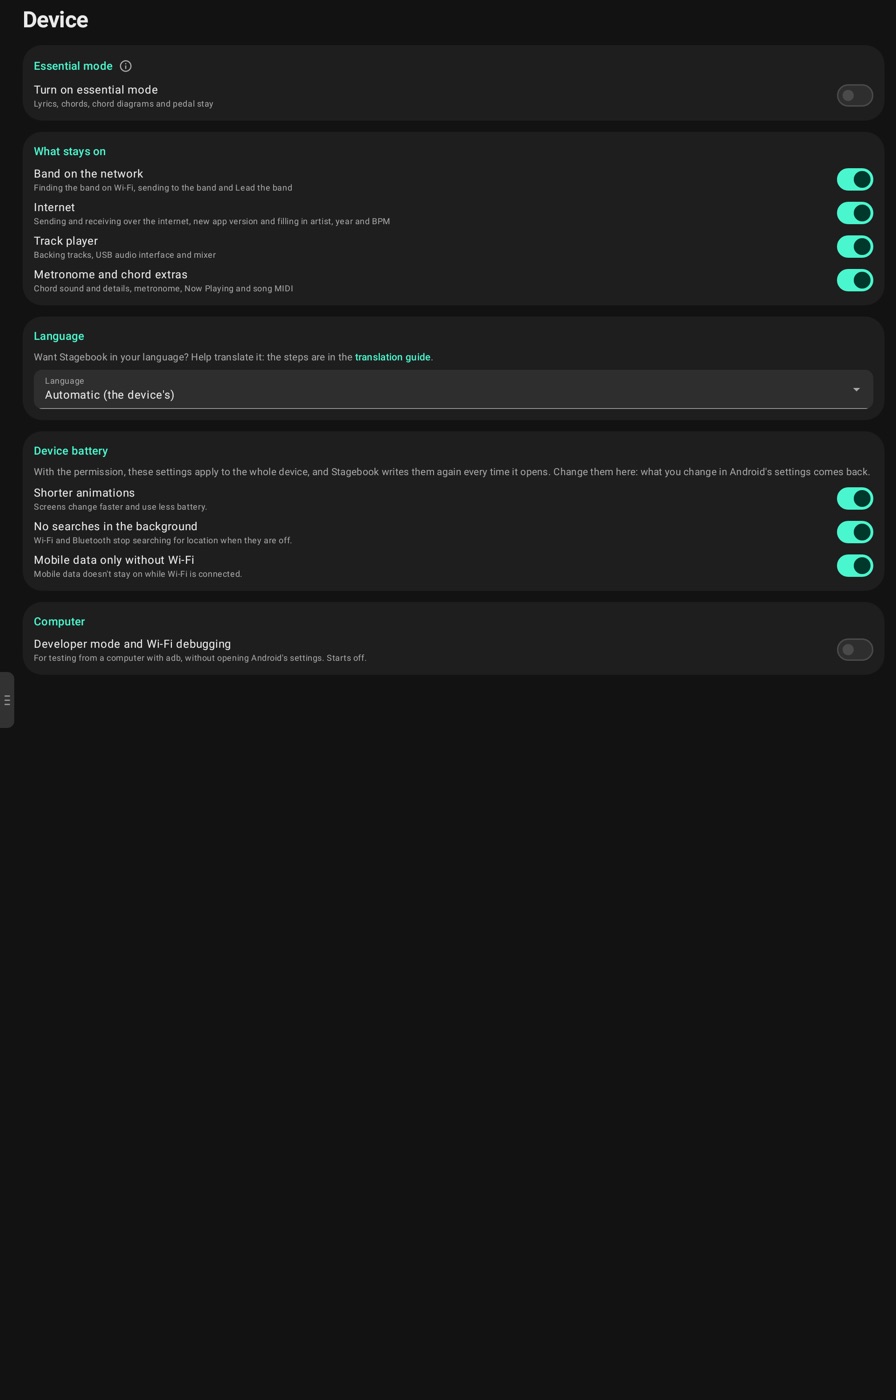 Device
Essential mode
Turn on essential mode
Lyrics, chords, chord diagrams and pedal stay
What stays on
Band on the network
Finding the band on Wi-Fi, sending to the band and Lead the band
Internet
Sending and receiving over the internet, new app version and filling in artist, year and BPM
Track player
Backing tracks, USB audio interface and mixer
Metronome and chord extras
Chord sound and details, metronome, Now Playing and song MIDI
Language
Want Stagebook in your language? Help translate it: the steps are in the translation guide.
Language
Automatic (the device's)
Device battery
With the permission, these settings apply to the whole device, and Stagebook writes them again every time it opens. Change them here: what you change in Android's settings comes back.
Shorter animations
Screens change faster and use less battery.
No searches in the background
Wi-Fi and Bluetooth stop searching for location when they are off.
Mobile data only without Wi-Fi
Mobile data doesn't stay on while Wi-Fi is connected.
Computer
Developer mode and Wi-Fi debugging
For testing from a computer with adb, without opening Android's settings. Starts off.